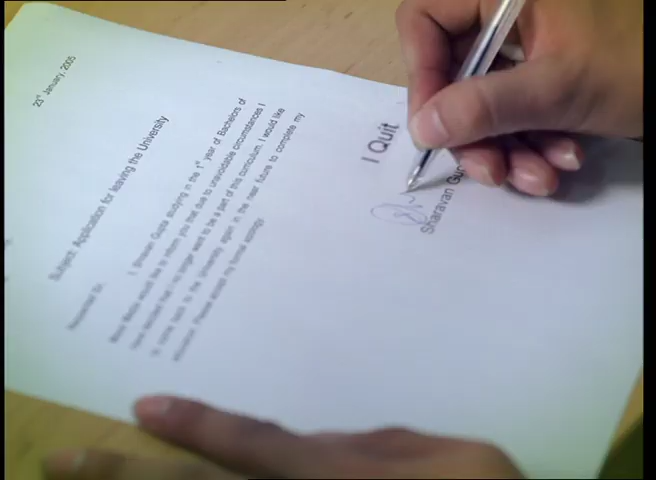 23rd January, 2005
Subject: Application for leaving the University
Respected Sir,
I, Sharavan Gupta studying in the 1st year of Bachelors of
Mass Media would like to inform you that due to unavoidable circumstances I
have decided that I no longer want to be a part of this curriculum. I would like
to come back to the University, again in the near future to complete my
education. Please accept my formal apology.
I Quit
Sharavan